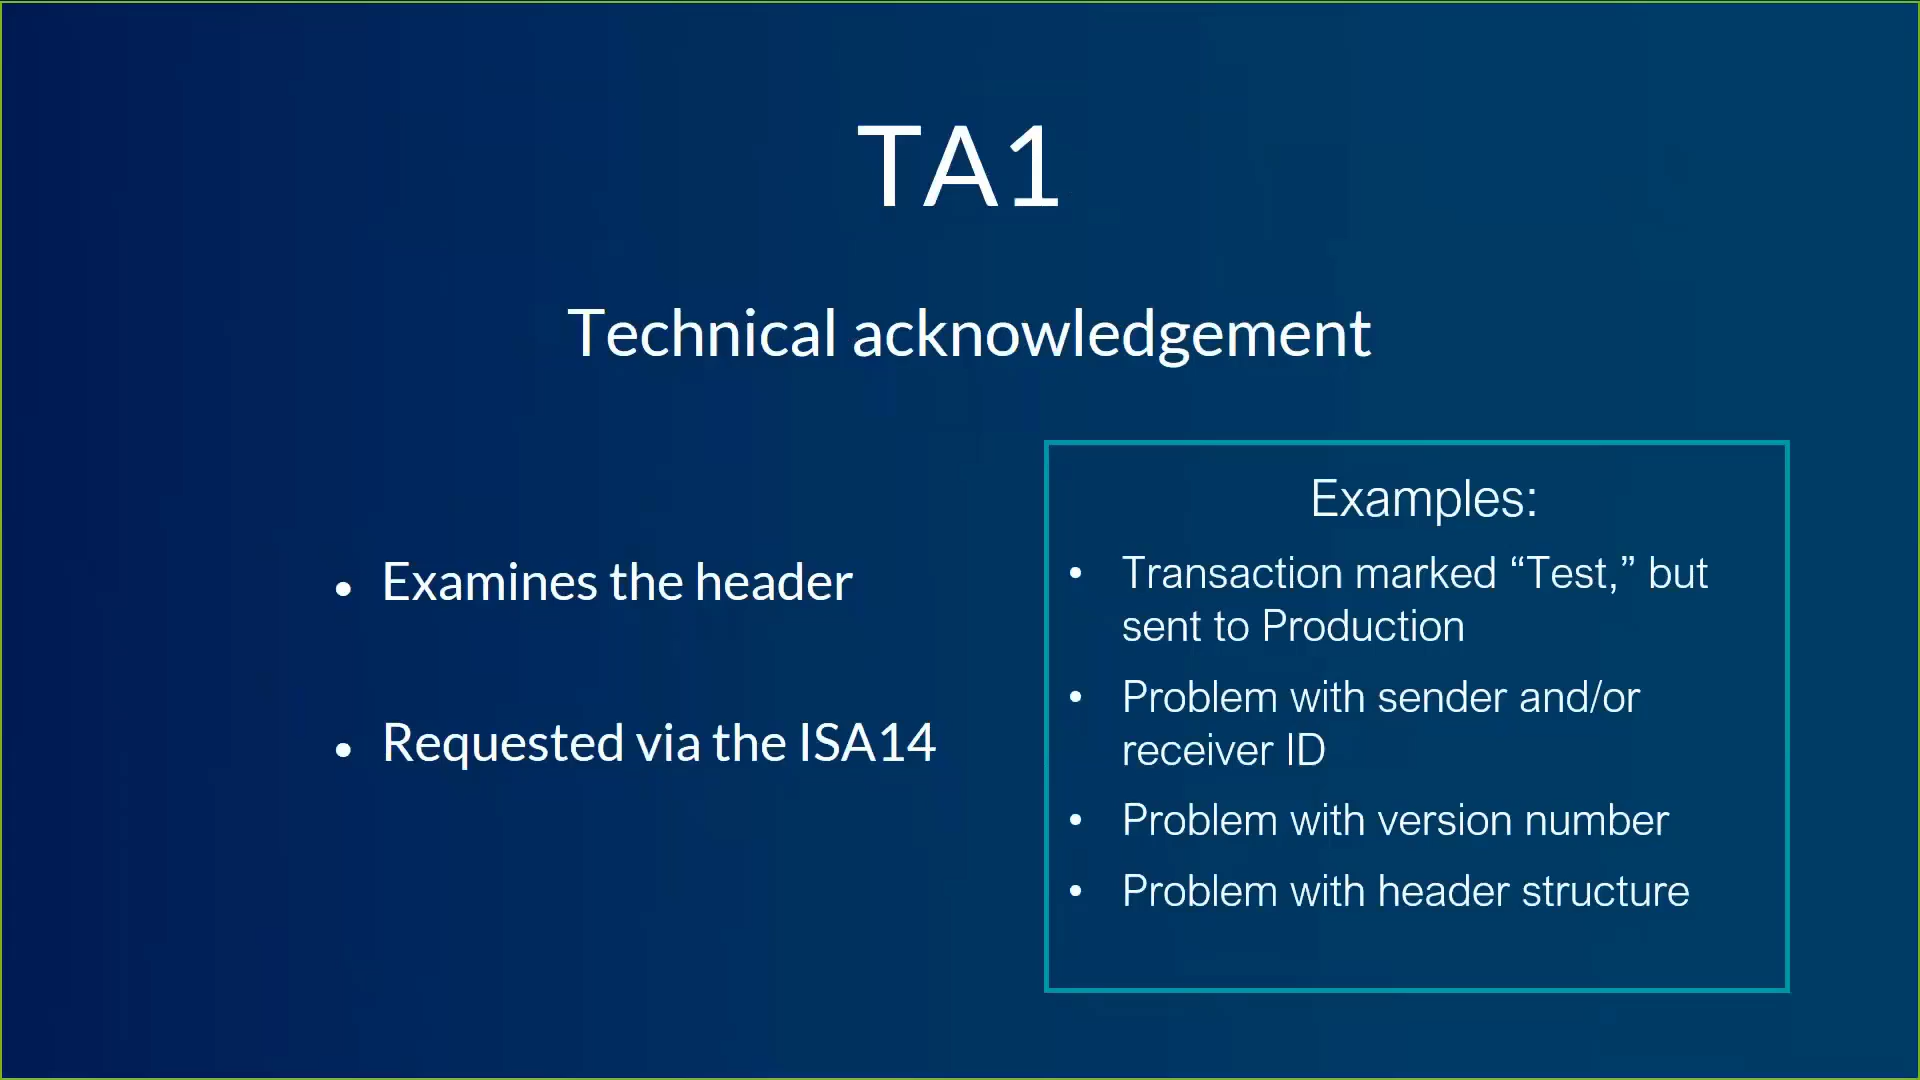 TA1
Technical acknowledgement
• Examines the header
• Requested via the ISA14
Examples:
• Transaction marked “Test,” but
sent to Production
• Problem with sender and/or
receiver ID
• Problem with version number
• Problem with header structure